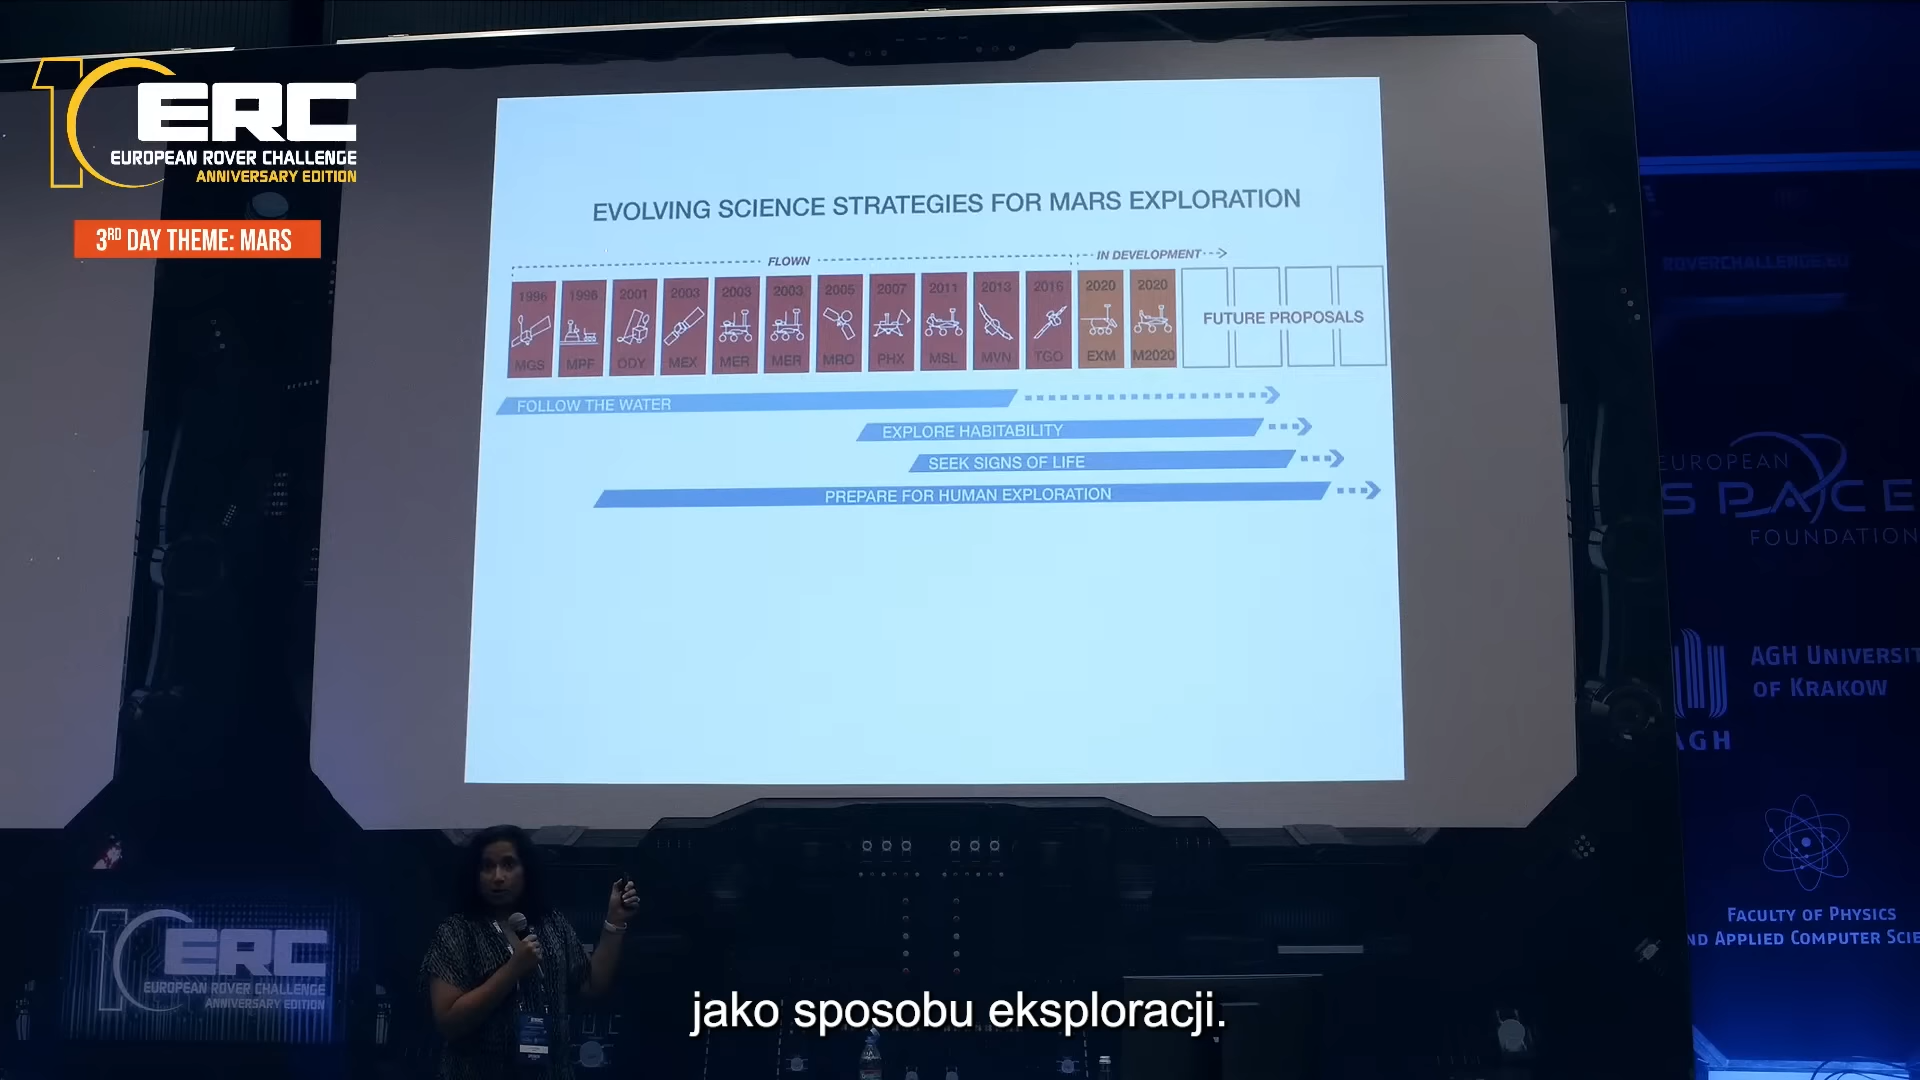 10 ERC
EUROPEAN ROVER CHALLENGE
ANNIVERSARY EDITION
3RD DAY THEME: MARS
EVOLVING SCIENCE STRATEGIES FOR MARS EXPLORATION
FLOWN
IN DEVELOPMENT
1996 1996 2001 2003 2003 2003 2005 2007 2011 2013 2016 2020 2020
FUTURE PROPOSALS
MGS MPF ODY MEX MER MER MRO PHX MSL MVN TGO EXM M2020
FOLLOW THE WATER
EXPLORE HABITABILITY
SEEK SIGNS OF LIFE
PREPARE FOR HUMAN EXPLORATION
EUROPEAN
SPACE
FOUNDATION
AGH UNIVERSIT
OF KRAKOW
AGH
FACULTY OF PHYSICS
ND APPLIED COMPUTER SCIE
10 ERC
EUROPEAN ROVER CHALLENGE
ANNIVERSARY EDITION
jako sposobu eksploracji.